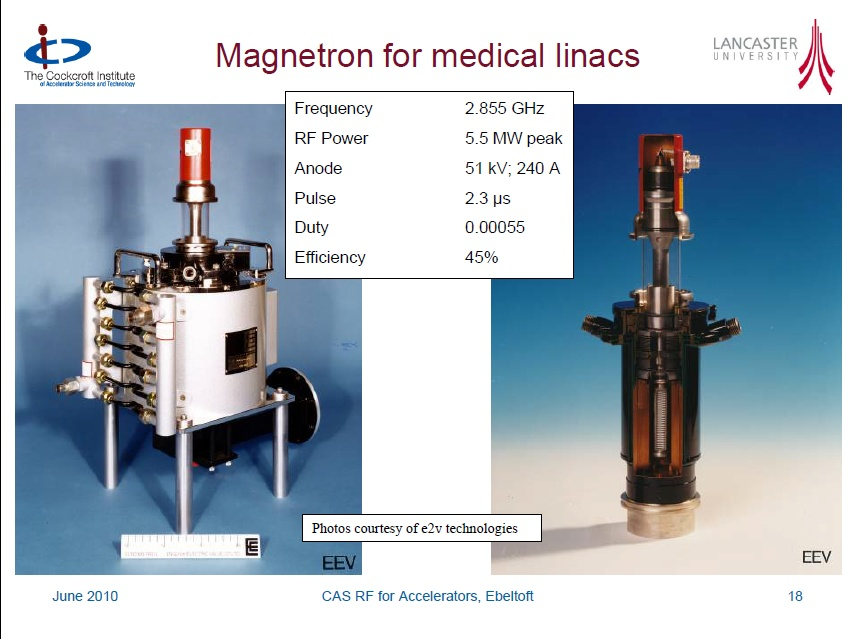 The Cockcroft Institute
of Accelerator Science and Technology
Magnetron for medical linacs
LANCASTER
UNIVERSITY
Frequency 2.855 GHz
RF Power 5.5 MW peak
Anode 51 kV; 240 A
Pulse 2.3 µs
Duty 0.00055
Efficiency 45%
Photos courtesy of e2v technologies
EEV
EEV
June 2010 CAS RF for Accelerators, Ebeltoft 18